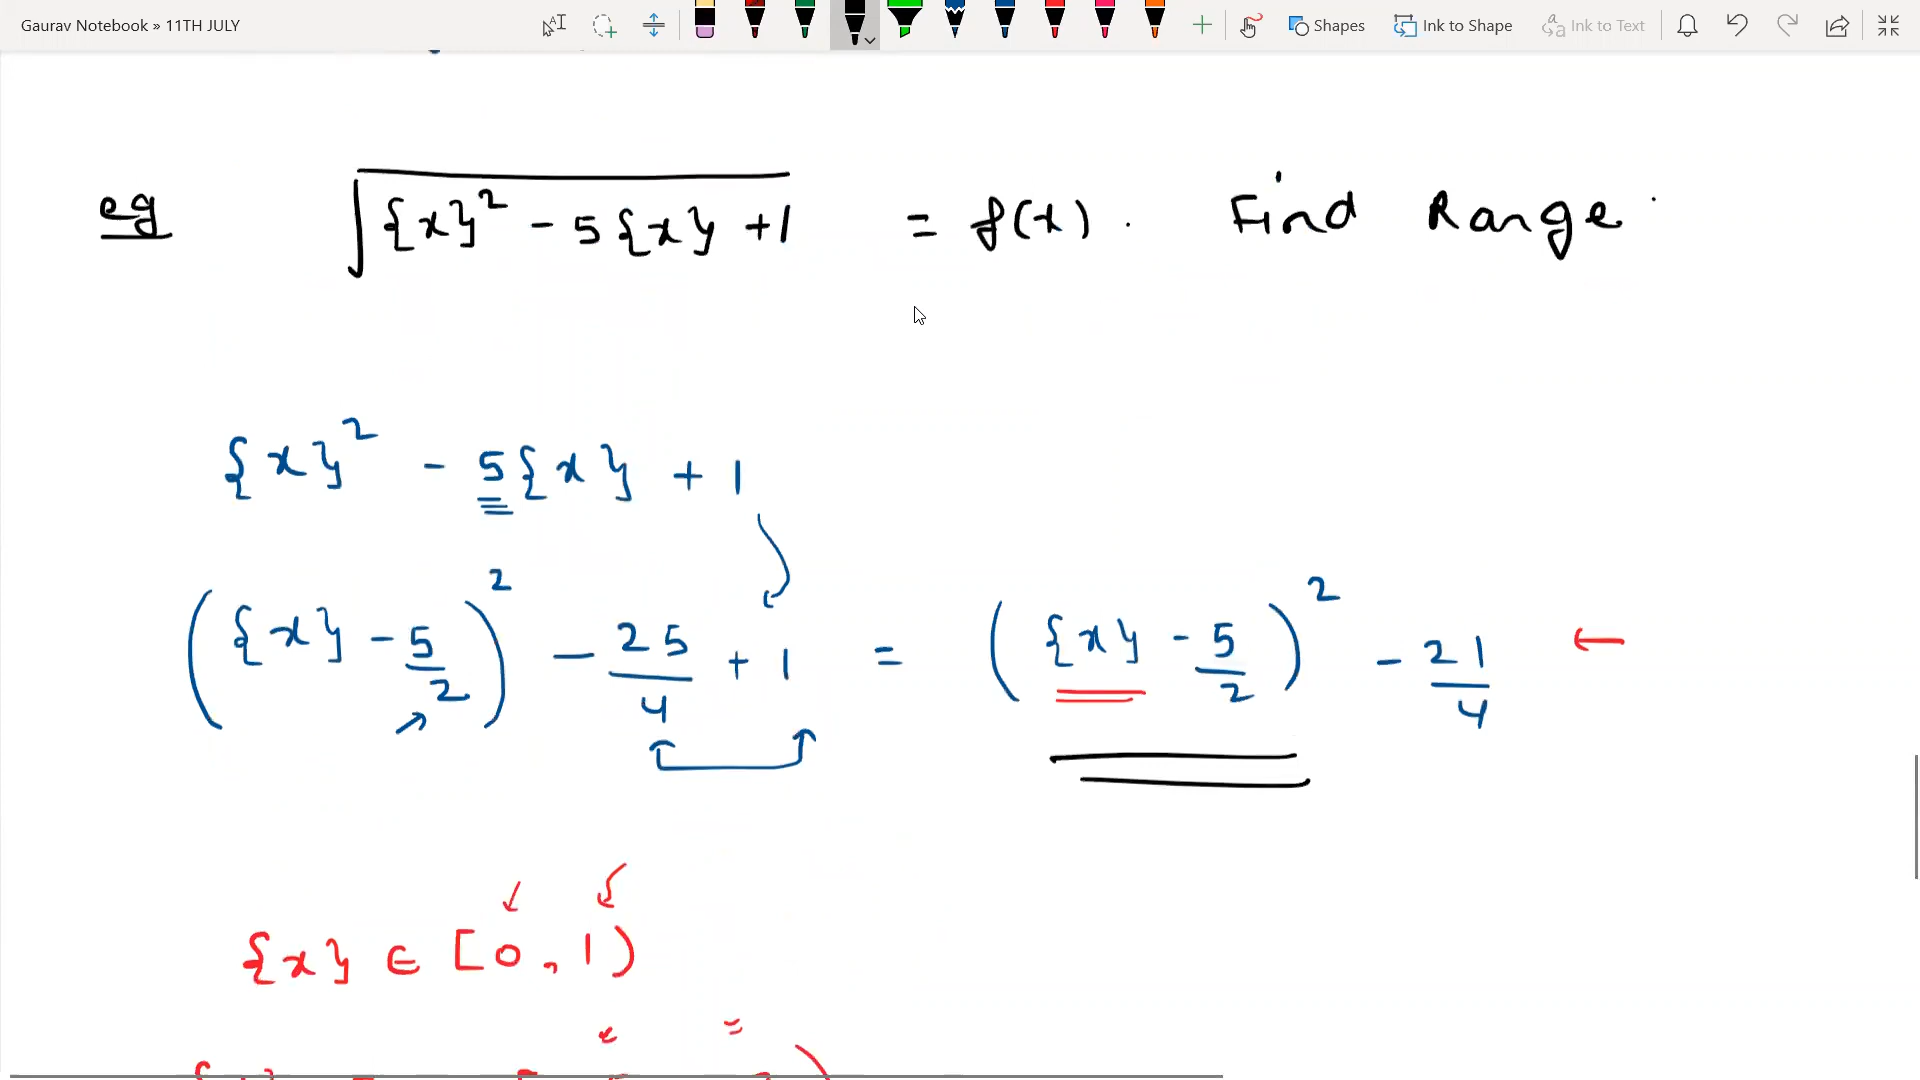 Gaurav Notebook » 11TH JULY
Shapes
Ink to Shape
Ink to Text
eg √({x}² - 5{x} + 1) = f(x). Find Range.
{x}² - 5{x} + 1
({x} - 5/2)² - 25/4 + 1 = ({x} - 5/2)² - 21/4 ←
{x} ∈ [0, 1)